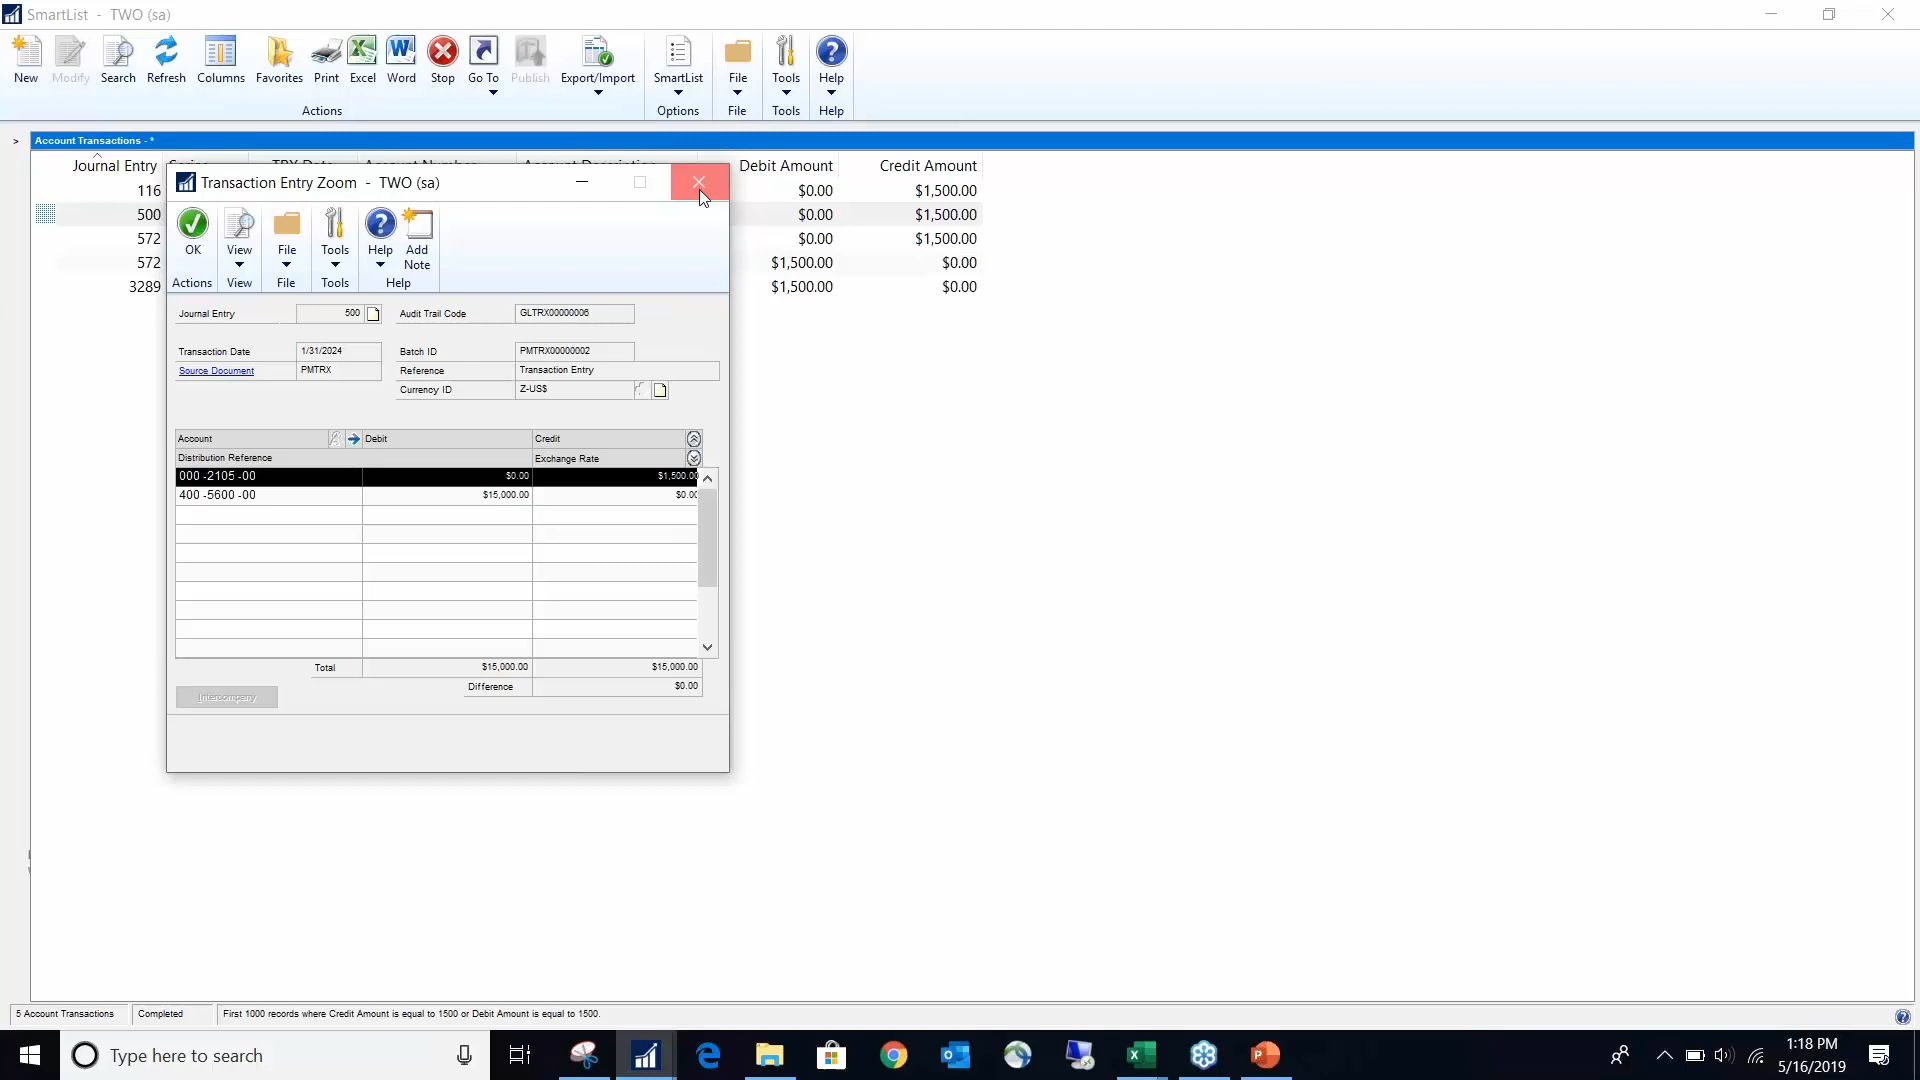 SmartList - TWO (sa)
New Modify Search Refresh Columns Favorites Print Excel Word Stop Go To Publish Export/Import SmartList File Tools Help
Actions Options File Tools Help
> Account Transactions - *
Journal Entry Debit Amount Credit Amount
116 $0.00 $1,500.00
500 $0.00 $1,500.00
572 $0.00 $1,500.00
572 $1,500.00 $0.00
3289 $1,500.00 $0.00
Transaction Entry Zoom - TWO (sa)
OK View File Tools Help Add Note
Actions View File Tools Help
Journal Entry 500 Audit Trail Code GLTRX00000006
Transaction Date 1/31/2024 Batch ID PMTRX00000002
Source Document PMTRX Reference Transaction Entry
Currency ID Z-US$
Account Debit Credit
Distribution Reference Exchange Rate
000 -2105 -00 $0.00 $1,500.00
400 -5600 -00 $15,000.00 $0.00
Total $15,000.00 $15,000.00
Difference $0.00
Intercompany
5 Account Transactions Completed First 1000 records where Credit Amount is equal to 1500 or Debit Amount is equal to 1500.
Type here to search
1:18 PM
5/16/2019